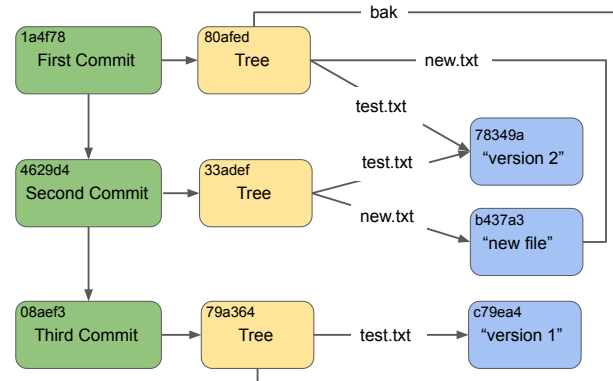 bak
1a4f78
First Commit
80afed
Tree
new.txt
test.txt
78349a
“version 2”
4629d4
Second Commit
33adef
Tree
test.txt
new.txt
b437a3
“new file”
08aef3
Third Commit
79a364
Tree
test.txt
c79ea4
“version 1”